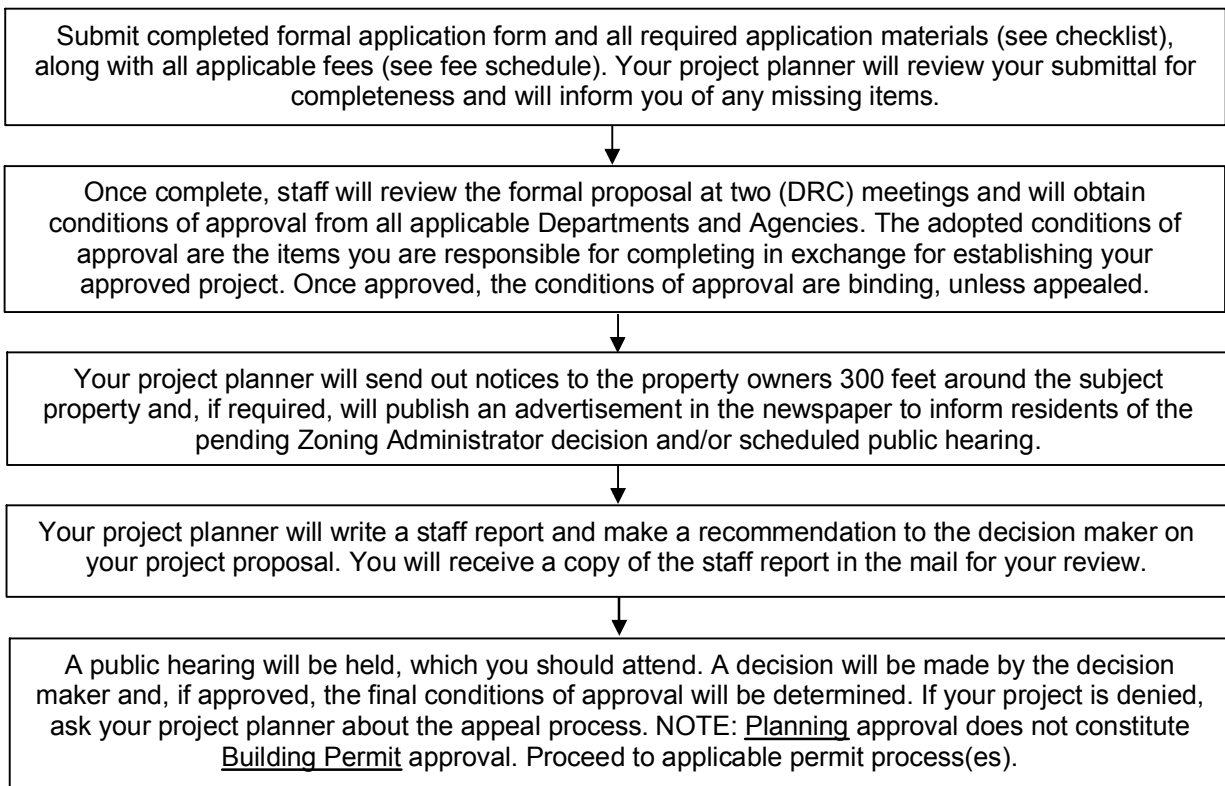 Submit completed formal application form and all required application materials (see checklist),
along with all applicable fees (see fee schedule). Your project planner will review your submittal for
completeness and will inform you of any missing items.
Once complete, staff will review the formal proposal at two (DRC) meetings and will obtain
conditions of approval from all applicable Departments and Agencies. The adopted conditions of
approval are the items you are responsible for completing in exchange for establishing your
approved project. Once approved, the conditions of approval are binding, unless appealed.
Your project planner will send out notices to the property owners 300 feet around the subject
property and, if required, will publish an advertisement in the newspaper to inform residents of the
pending Zoning Administrator decision and/or scheduled public hearing.
Your project planner will write a staff report and make a recommendation to the decision maker on
your project proposal. You will receive a copy of the staff report in the mail for your review.
A public hearing will be held, which you should attend. A decision will be made by the decision
maker and, if approved, the final conditions of approval will be determined. If your project is denied,
ask your project planner about the appeal process. NOTE: Planning approval does not constitute
Building Permit approval. Proceed to applicable permit process(es).